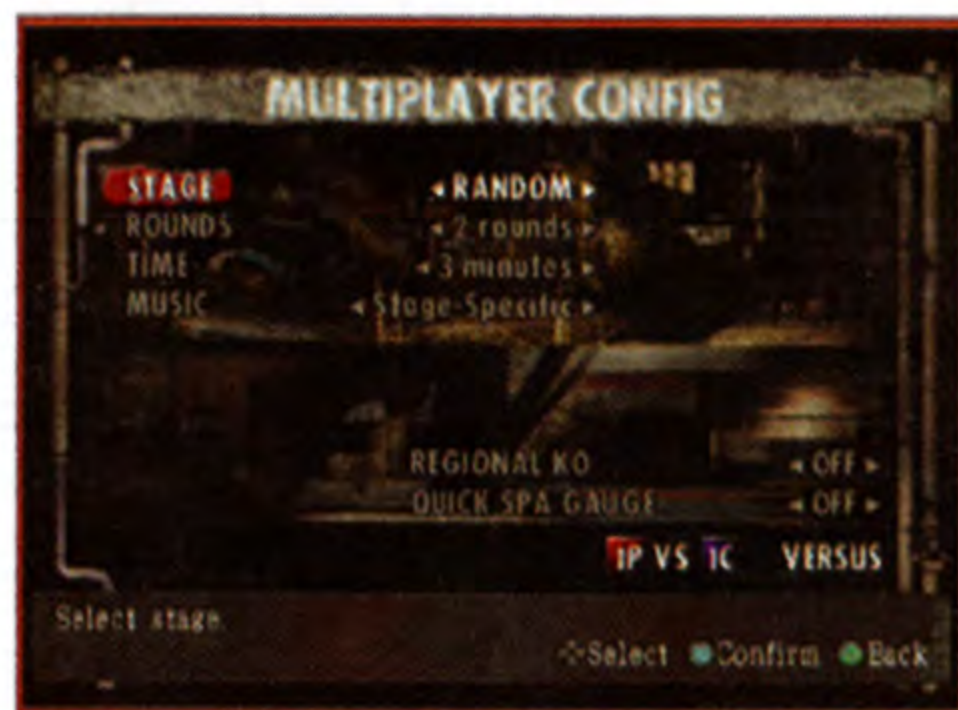 MULTIPLAYER CONFIG
STAGE RANDOM
ROUNDS 2 rounds
TIME 3 minutes
MUSIC Stage-Specific
REGIONAL KO OFF
QUICK SPA GAUGE OFF
1P VS 1C VERSUS
Select stage.
Select Confirm Back